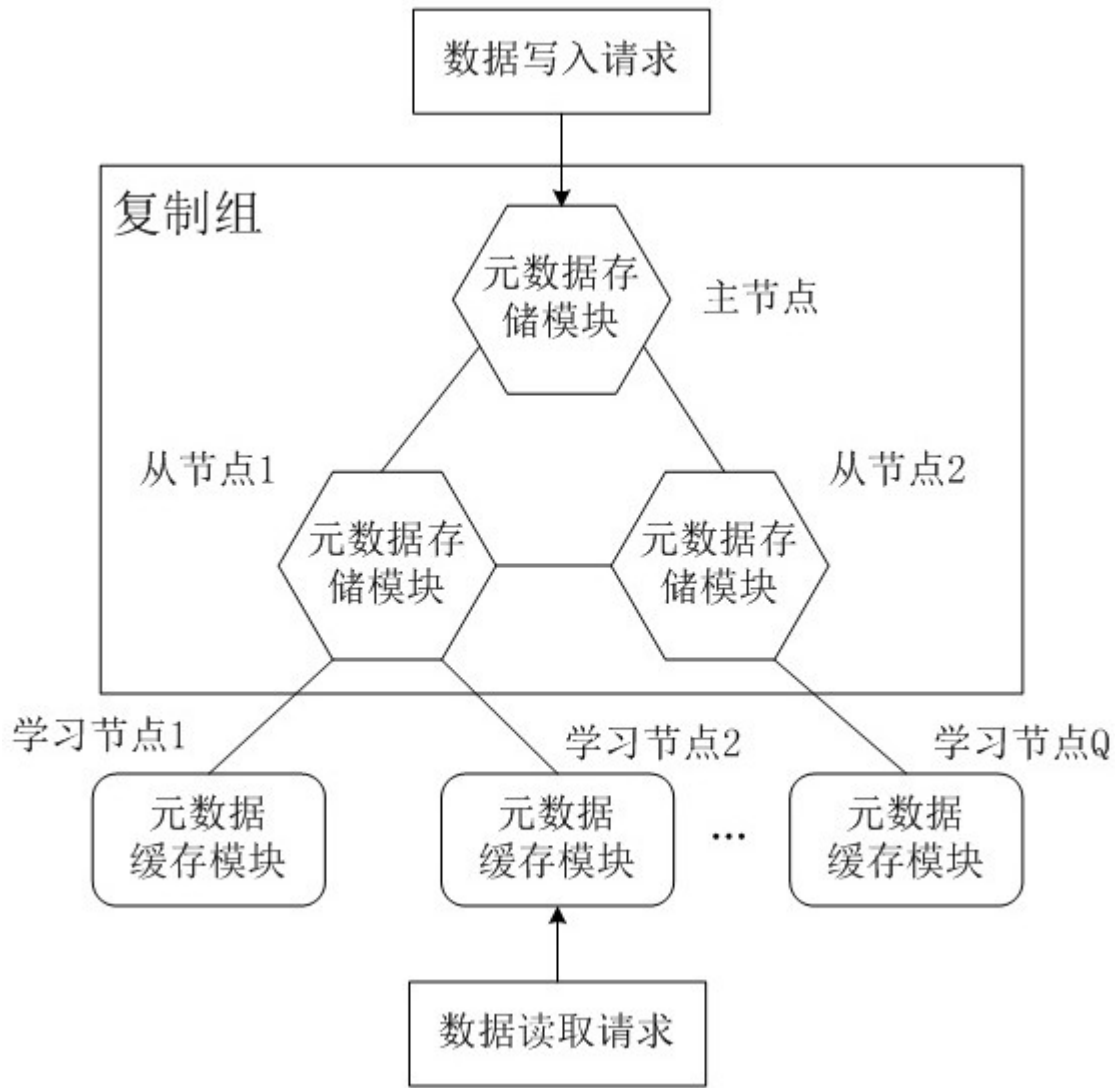 数据写入请求
复制组
元数据存
储模块
主节点
从节点1
从节点2
元数据存
储模块
元数据存
储模块
学习节点1
学习节点2
学习节点Q
元数据
缓存模块
元数据
缓存模块
...
元数据
缓存模块
数据读取请求